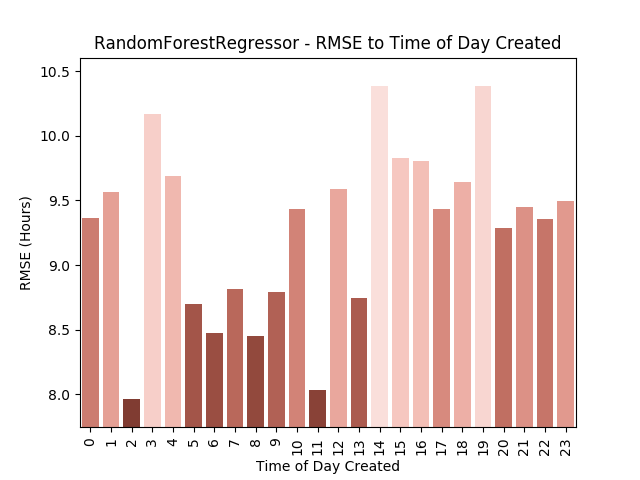 RandomForestRegressor - RMSE to Time of Day Created
10.5
10.0
9.5
9.0
8.5
8.0
RMSE (Hours)
0 1 2 3 4 5 6 7 8 9 10 11 12 13 14 15 16 17 18 19 20 21 22 23
Time of Day Created